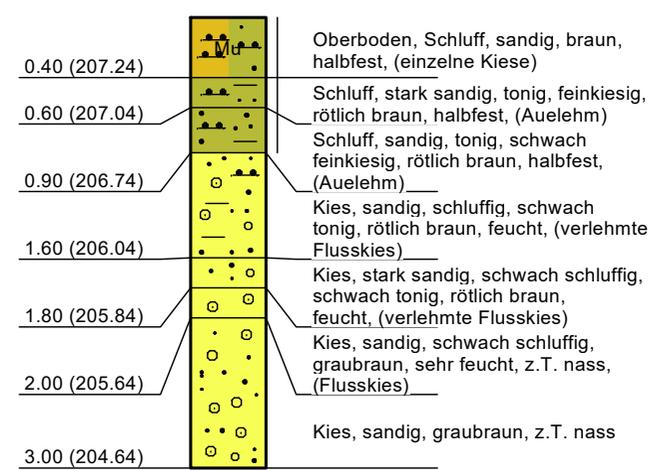 Mu
Oberboden, Schluff, sandig, braun,
halbfest, (einzelne Kiese)
0.40 (207.24)
Schluff, stark sandig, tonig, feinkiesig,
rötlich braun, halbfest, (Auelehm)
0.60 (207.04)
Schluff, sandig, tonig, schwach
feinkiesig, rötlich braun, halbfest,
(Auelehm)
0.90 (206.74)
Kies, sandig, schluffig, schwach
tonig, rötlich braun, feucht, (verlehmte
Flusskies)
1.60 (206.04)
Kies, stark sandig, schwach schluffig,
schwach tonig, rötlich braun,
feucht, (verlehmte Flusskies)
1.80 (205.84)
Kies, sandig, schwach schluffig,
graubraun, sehr feucht, z.T. nass,
(Flusskies)
2.00 (205.64)
Kies, sandig, graubraun, z.T. nass
3.00 (204.64)